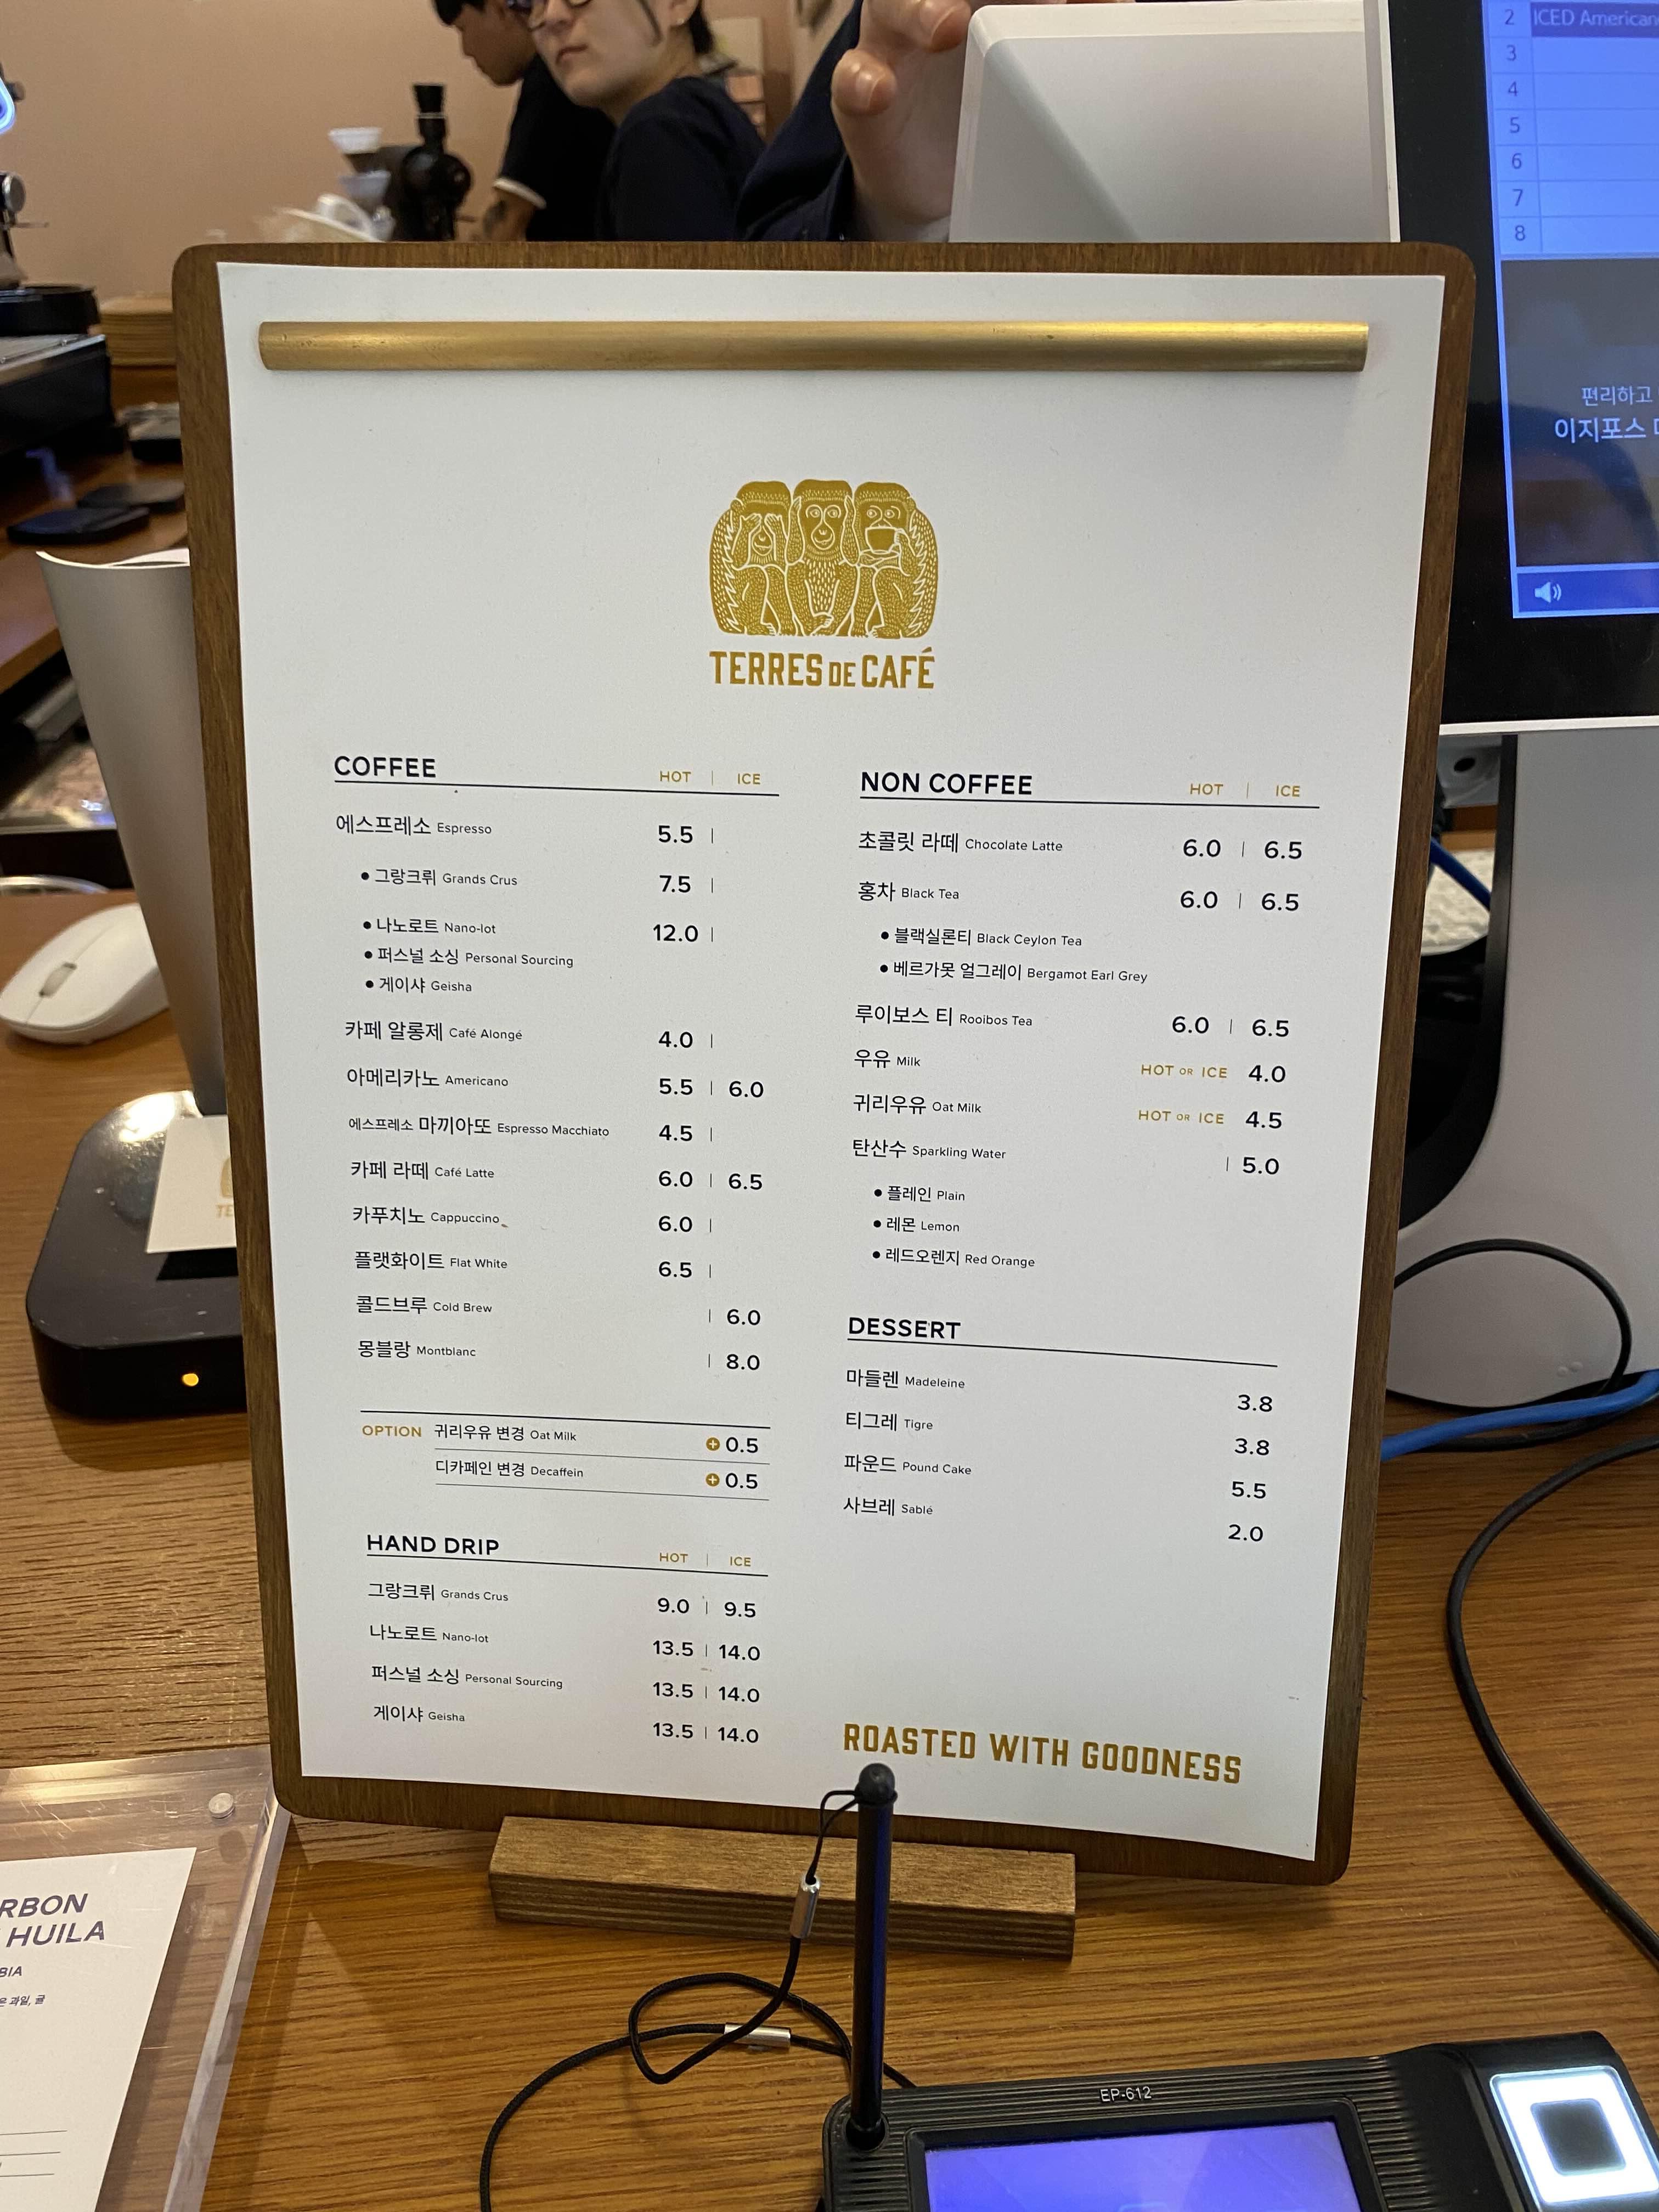 2 ICED American
3
4
5
6
7
8
편리하고
이지포스
TERRES DE CAFÉ
COFFEE HOT | ICE
에스프레소 Espresso 5.5 |
• 그랑크뤼 Grands Crus 7.5 |
• 나노로트 Nano-lot 12.0 |
• 퍼스널 소싱 Personal Sourcing
• 게이샤 Geisha
카페 알롱제 Café Alongé 4.0 |
아메리카노 Americano 5.5 | 6.0
에스프레소 마끼아또 Espresso Macchiato 4.5 |
카페 라떼 Café Latte 6.0 | 6.5
카푸치노 Cappuccino 6.0 |
플랫화이트 Flat White 6.5 |
콜드브루 Cold Brew | 6.0
몽블랑 Montblanc | 8.0
OPTION 귀리우유 변경 Oat Milk + 0.5
디카페인 변경 Decaffein + 0.5
HAND DRIP HOT | ICE
그랑크뤼 Grands Crus 9.0 | 9.5
나노로트 Nano-lot 13.5 | 14.0
퍼스널 소싱 Personal Sourcing 13.5 | 14.0
게이샤 Geisha 13.5 | 14.0
NON COFFEE HOT | ICE
초콜릿 라떼 Chocolate Latte 6.0 | 6.5
홍차 Black Tea 6.0 | 6.5
• 블랙실론티 Black Ceylon Tea
• 베르가못 얼그레이 Bergamot Earl Grey
루이보스 티 Rooibos Tea 6.0 | 6.5
우유 Milk HOT OR ICE 4.0
귀리우유 Oat Milk HOT OR ICE 4.5
탄산수 Sparkling Water | 5.0
• 플레인 Plain
• 레몬 Lemon
• 레드오렌지 Red Orange
DESSERT
마들렌 Madeleine 3.8
티그레 Tigre 3.8
파운드 Pound Cake 5.5
사브레 Sablé 2.0
ROASTED WITH GOODNESS
TE
RBON
HUILA
BIA
은 과일, 귤
EP-612